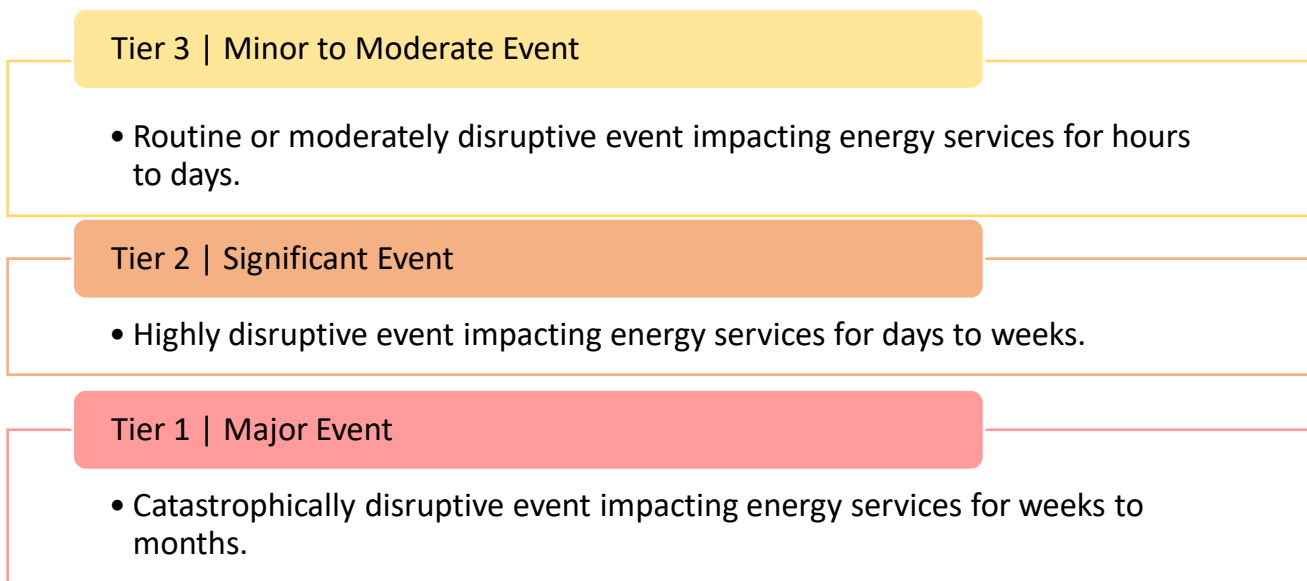 Tier 3 | Minor to Moderate Event
• Routine or moderately disruptive event impacting energy services for hours
to days.
Tier 2 | Significant Event
• Highly disruptive event impacting energy services for days to weeks.
Tier 1 | Major Event
• Catastrophically disruptive event impacting energy services for weeks to
months.